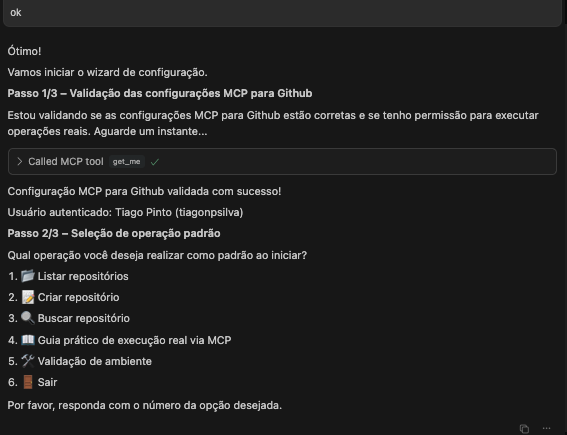 ok
Ótimo!
Vamos iniciar o wizard de configuração.
Passo 1/3 – Validação das configurações MCP para Github
Estou validando se as configurações MCP para Github estão corretas e se tenho permissão para executar
operações reais. Aguarde um instante...
Called MCP tool get_me
Configuração MCP para Github validada com sucesso!
Usuário autenticado: Tiago Pinto (tiagonpsilva)
Passo 2/3 – Seleção de operação padrão
Qual operação você deseja realizar como padrão ao iniciar?
1. 📂 Listar repositórios
2. 📝 Criar repositório
3. 🔍 Buscar repositório
4. 📖 Guia prático de execução real via MCP
5. 🛠️ Validação de ambiente
6. 🚪 Sair
Por favor, responda com o número da opção desejada.